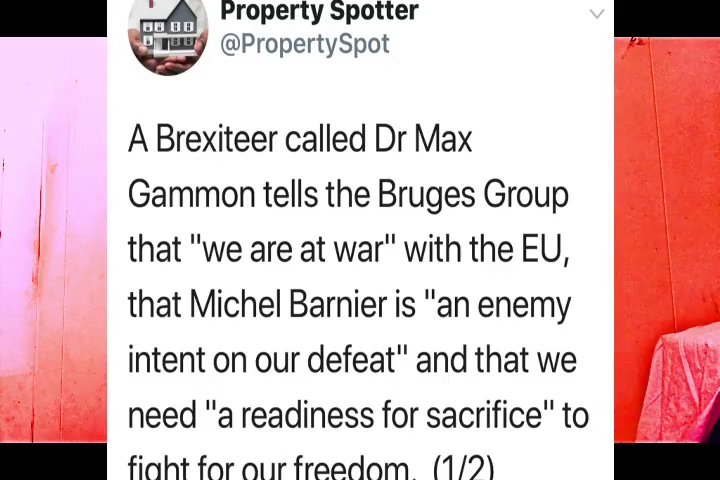 Property Spotter
@PropertySpot
A Brexiteer called Dr Max
Gammon tells the Bruges Group
that "we are at war" with the EU,
that Michel Barnier is "an enemy
intent on our defeat" and that we
need "a readiness for sacrifice" to
fight for our freedom. (1/2)